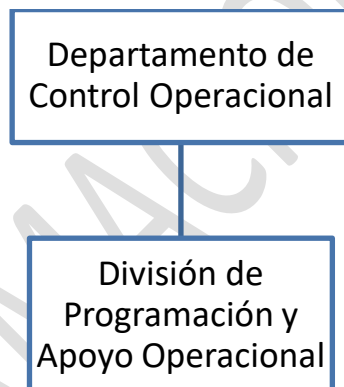 Departamento de
Control Operacional
División de
Programación y
Apoyo Operacional